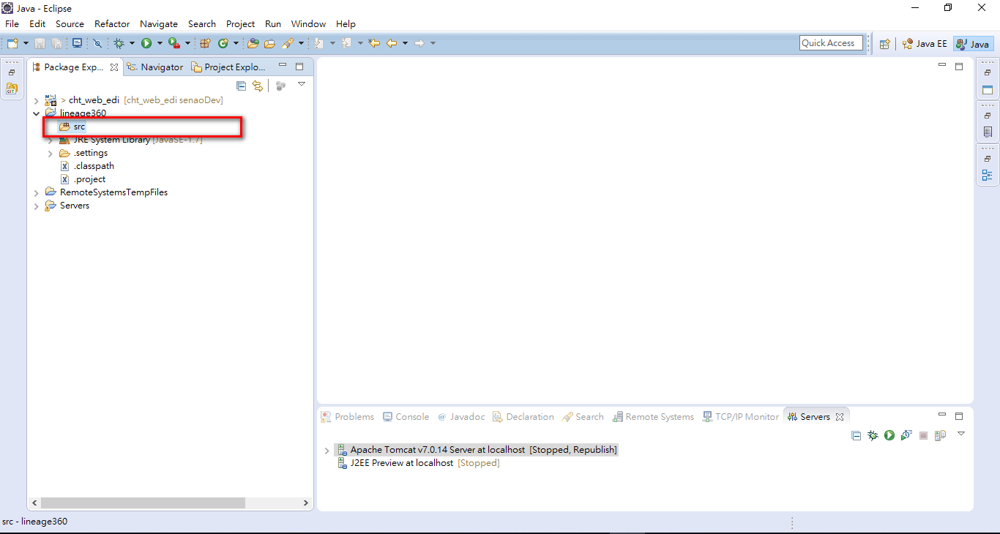 Java - Eclipse
File Edit Source Refactor Navigate Search Project Run Window Help
Quick Access Java EE Java
Package Exp... Navigator Project Explo...
> cht_web_edi [cht_web_edi senaoDev]
lineage360
src
JRE System Library [JavaSE-1.7]
.settings
.classpath
.project
RemoteSystemsTempFiles
Servers
Problems @ Javadoc Declaration Search Console Remote Systems TCP/IP Monitor Servers
Apache Tomcat v7.0.14 Server at localhost [Stopped, Republish]
J2EE Preview at localhost [Stopped]
src - lineage360